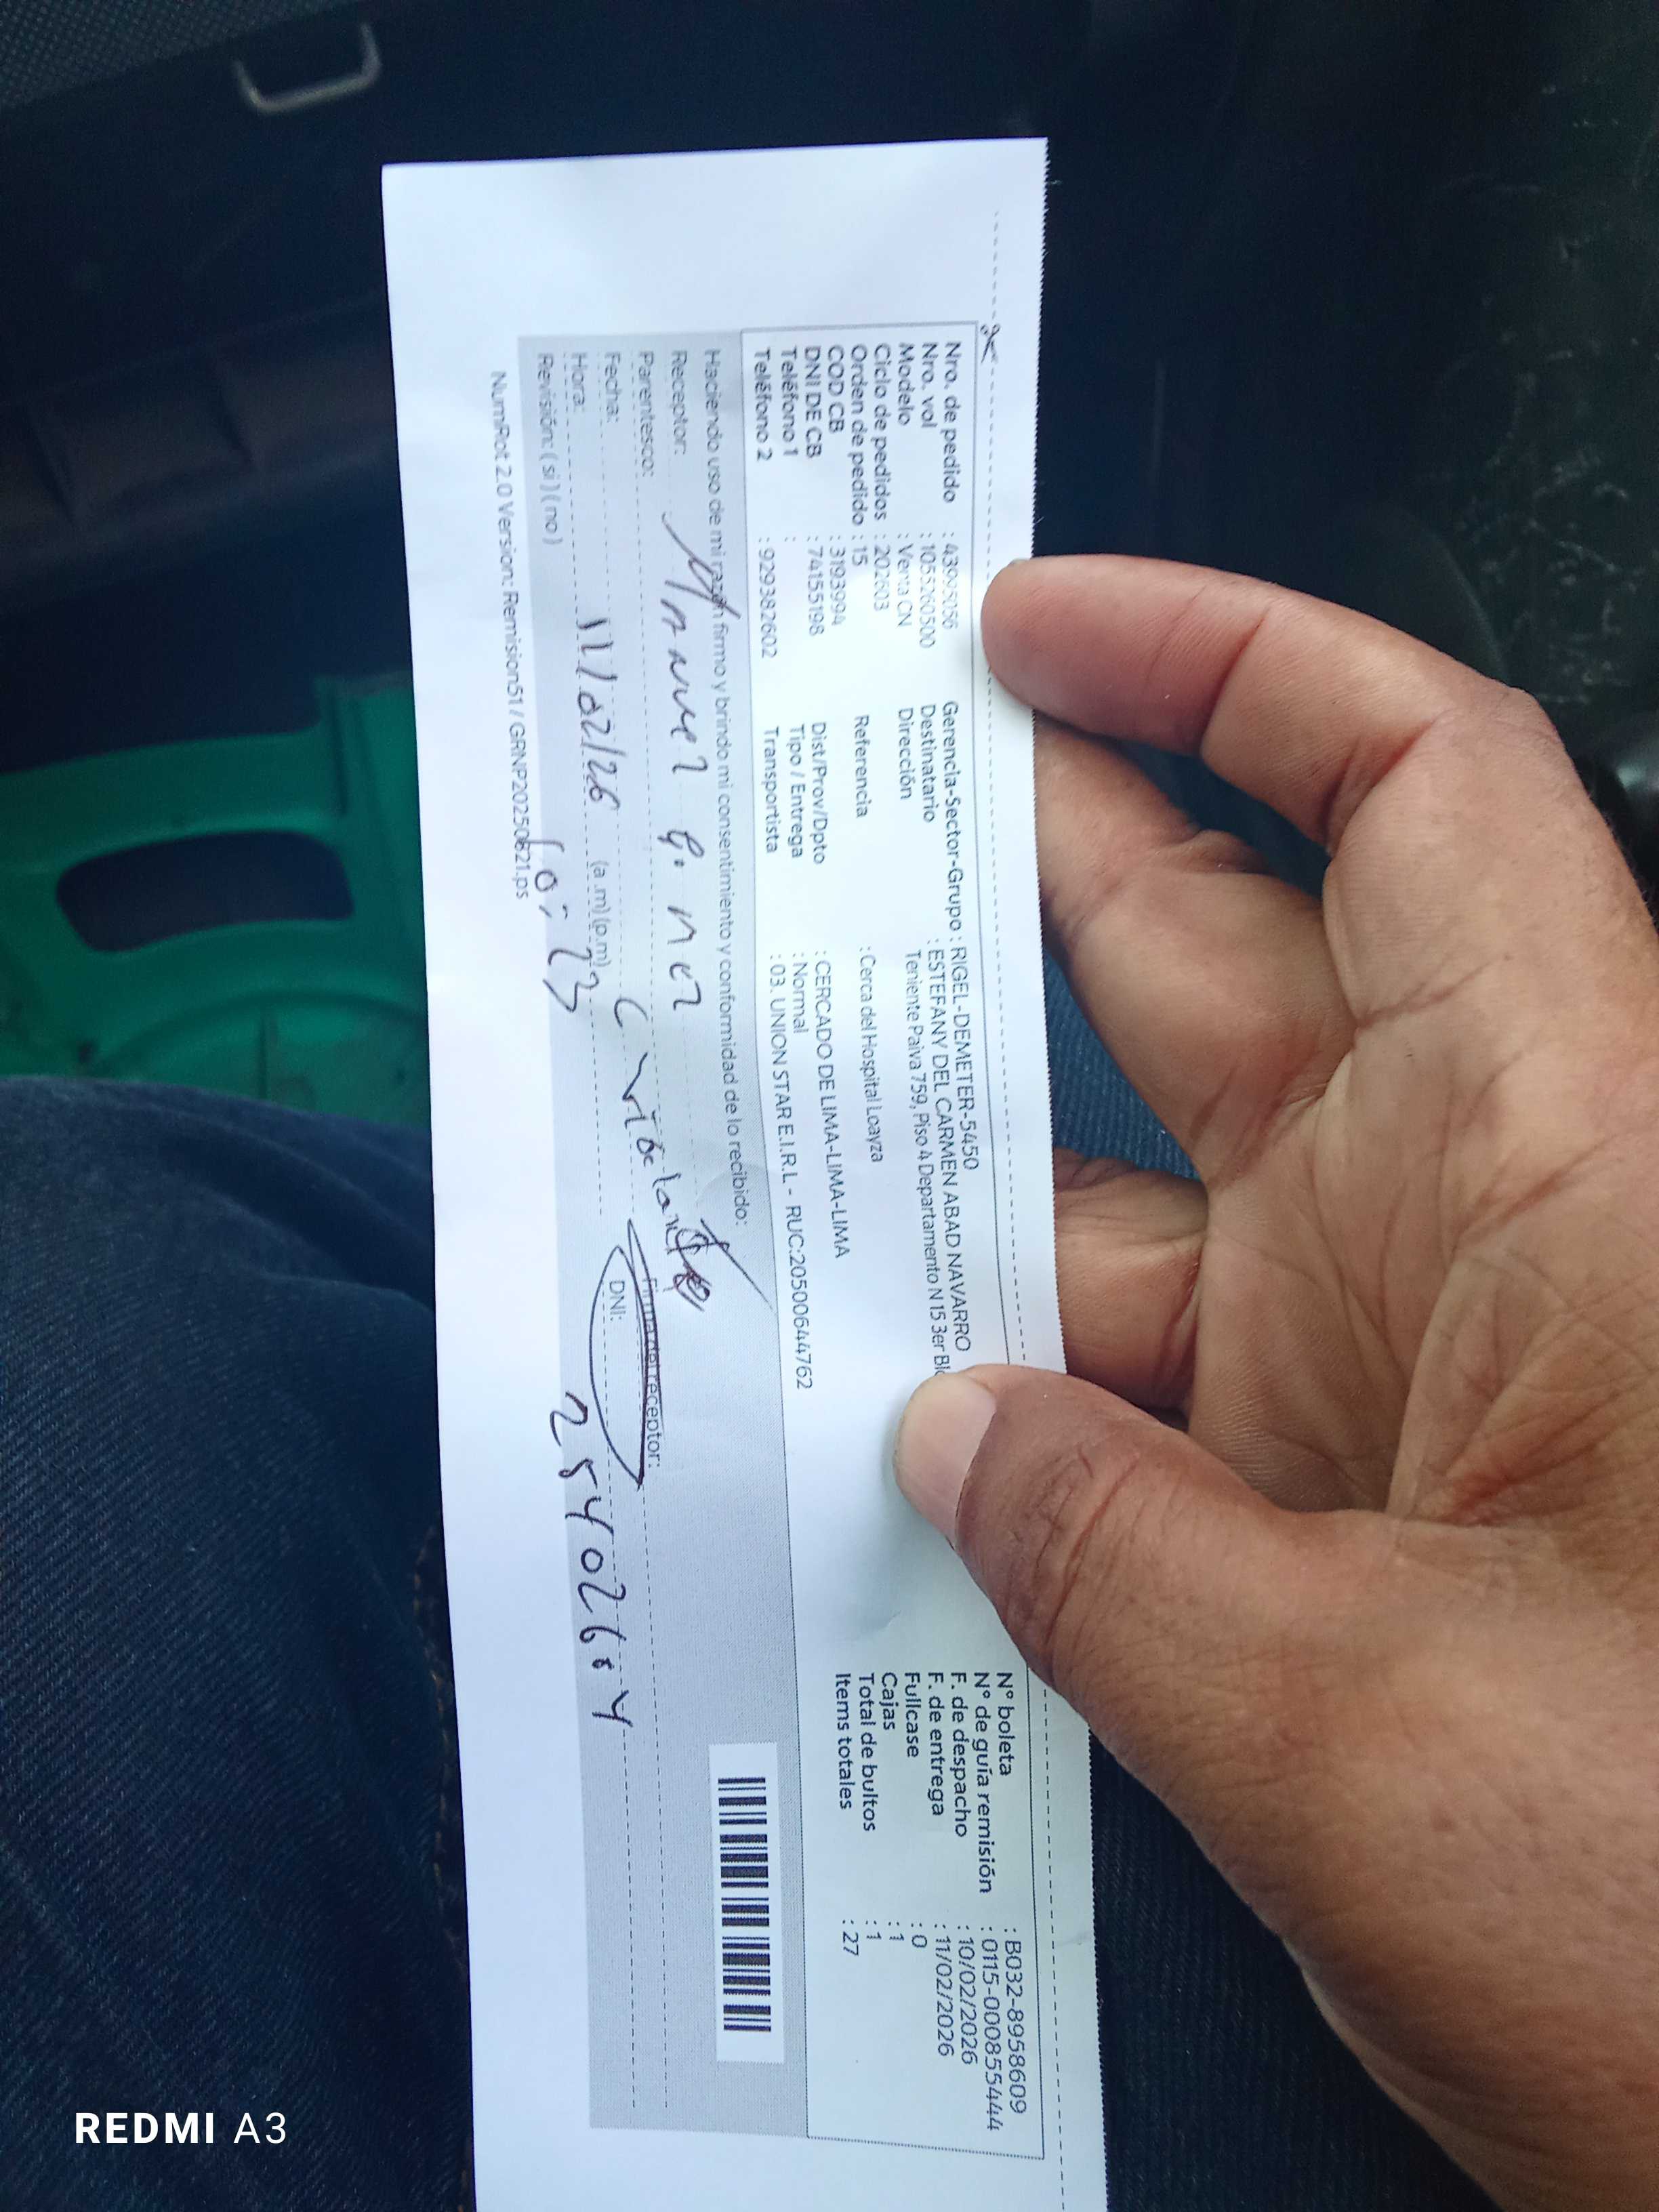 Nro. de pedido : 43995056
Nro. vol : 1055260500
Modelo : Venta CN
Ciclo de pedidos : 202603
Orden de pedido : 15
COD CB : 3193994
DNI DE CB : 74155198
Teléfono 1 :
Teléfono 2 : 929382602
Gerencia-Sector-Grupo : RIGEL-DEMETER-5450
Destinatario : ESTEFANY DEL CARMEN ABAD NAVARRO
Dirección Teniente Paiva 759, Piso 4 Departamento N 15 3er
Referencia : Cerca del Hospital Loayza
Dist/Prov/Dpto : CERCADO DE LIMA-LIMA-LIMA
Tipo / Entrega : Normal
Transportista : 03. UNION STAR E.I.R.L - RUC:20500644762
N° boleta : B032-8958609
N° de guía remisión : 0115-000855444
F. de despacho : 10/02/2026
F. de entrega : 11/02/2026
Fullcase : 0
Cajas : 1
Total de bultos : 1
Items totales : 27
Haciendo uso de mi razón firmo y brindo mi consentimiento y conformidad de lo recibido:
Receptor: Manuel
Parentesco:
Firma del receptor:
Fecha: 11/02/26
DNI: 25402604
Hora: (a.m) (p.m) 10:23
Revisión: ( si ) ( no )
NumRot 2.0 Version: Remision51 / GRNP20250821.ps
REDMI A3